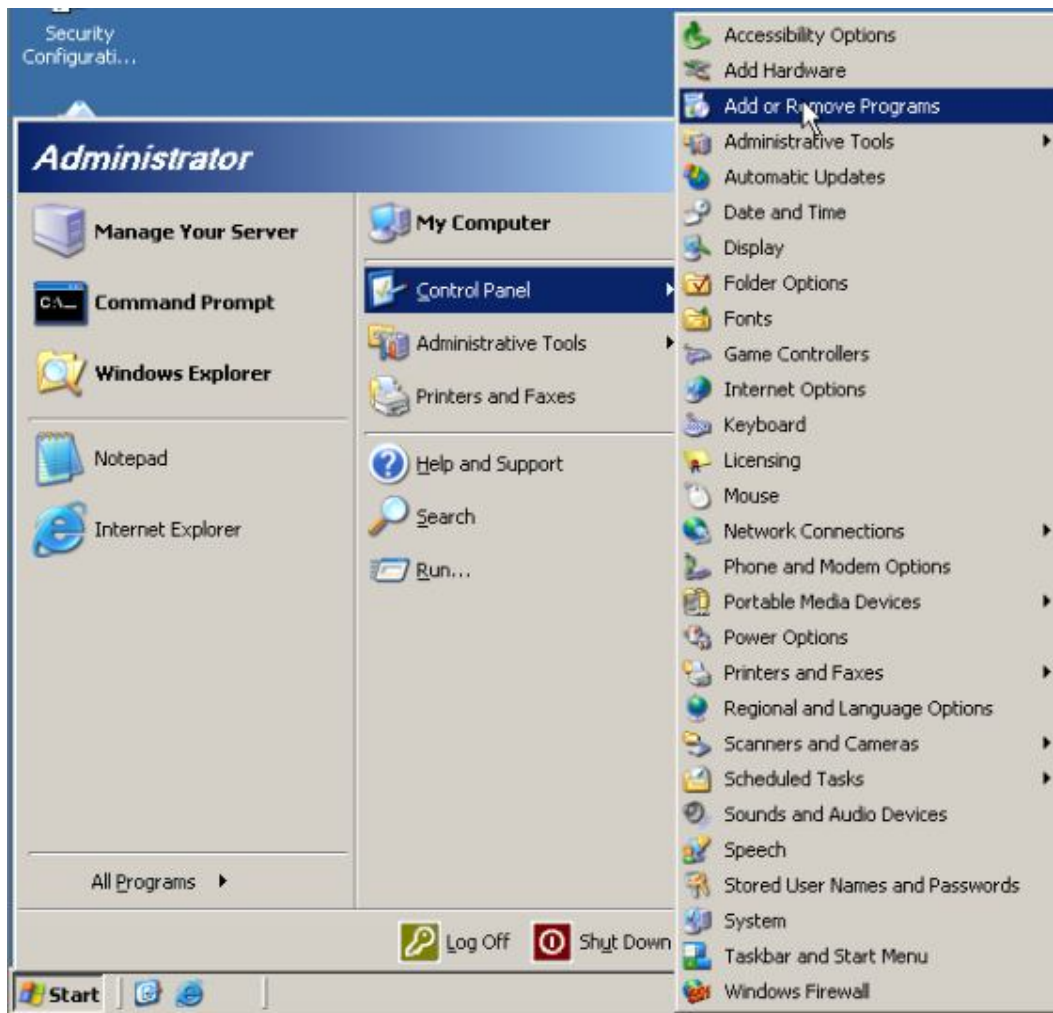 Security
Configurati...
Administrator
Manage Your Server
Command Prompt
Windows Explorer
Notepad
Internet Explorer
All Programs
My Computer
Control Panel
Administrative Tools
Printers and Faxes
Help and Support
Search
Run...
Log Off
Shut Down
Start
Accessibility Options
Add Hardware
Add or Remove Programs
Administrative Tools
Automatic Updates
Date and Time
Display
Folder Options
Fonts
Game Controllers
Internet Options
Keyboard
Licensing
Mouse
Network Connections
Phone and Modem Options
Portable Media Devices
Power Options
Printers and Faxes
Regional and Language Options
Scanners and Cameras
Scheduled Tasks
Sounds and Audio Devices
Speech
Stored User Names and Passwords
System
Taskbar and Start Menu
Windows Firewall